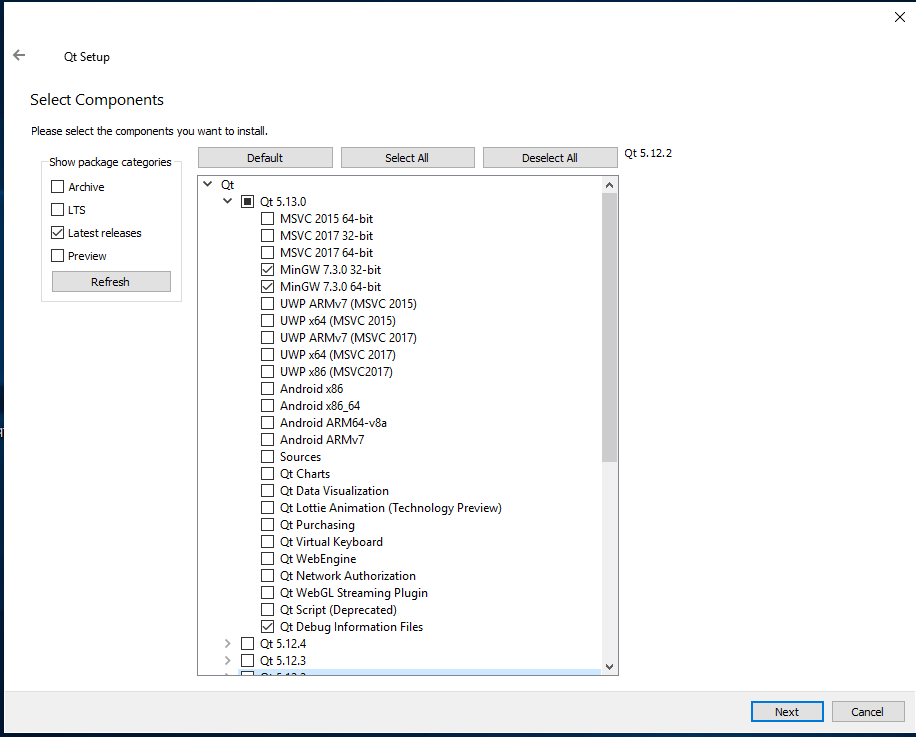 Qt Setup
Select Components
Please select the components you want to install.
Show package categories
Archive
LTS
Latest releases
Preview
Refresh
Default
Select All
Deselect All
Qt 5.12.2
Qt
Qt 5.13.0
MSVC 2015 64-bit
MSVC 2017 32-bit
MSVC 2017 64-bit
MinGW 7.3.0 32-bit
MinGW 7.3.0 64-bit
UWP ARMv7 (MSVC 2015)
UWP x64 (MSVC 2015)
UWP ARMv7 (MSVC 2017)
UWP x64 (MSVC 2017)
UWP x86 (MSVC2017)
Android x86
Android x86_64
Android ARM64-v8a
Android ARMv7
Sources
Qt Charts
Qt Data Visualization
Qt Lottie Animation (Technology Preview)
Qt Purchasing
Qt Virtual Keyboard
Qt WebEngine
Qt Network Authorization
Qt WebGL Streaming Plugin
Qt Script (Deprecated)
Qt Debug Information Files
Qt 5.12.4
Qt 5.12.3
Next
Cancel